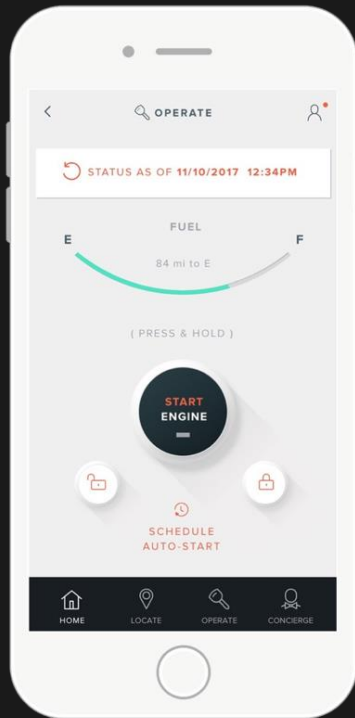 OPERATE
STATUS AS OF 11/10/2017 12:34PM
FUEL
E
F
84 mi to E
( PRESS & HOLD )
START
ENGINE
SCHEDULE
AUTO-START
HOME
LOCATE
OPERATE
CONCIERGE